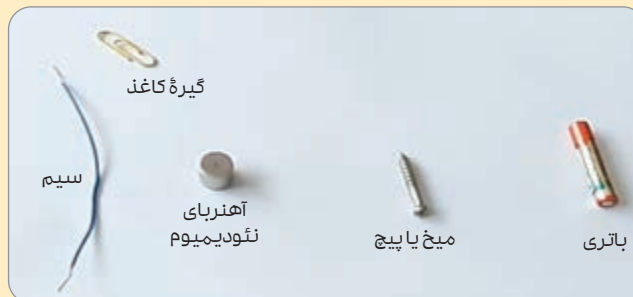 گیرهٔ کاغذ
سیم
آهنربای
نئودیمیوم
میخ یا پیچ
باتری